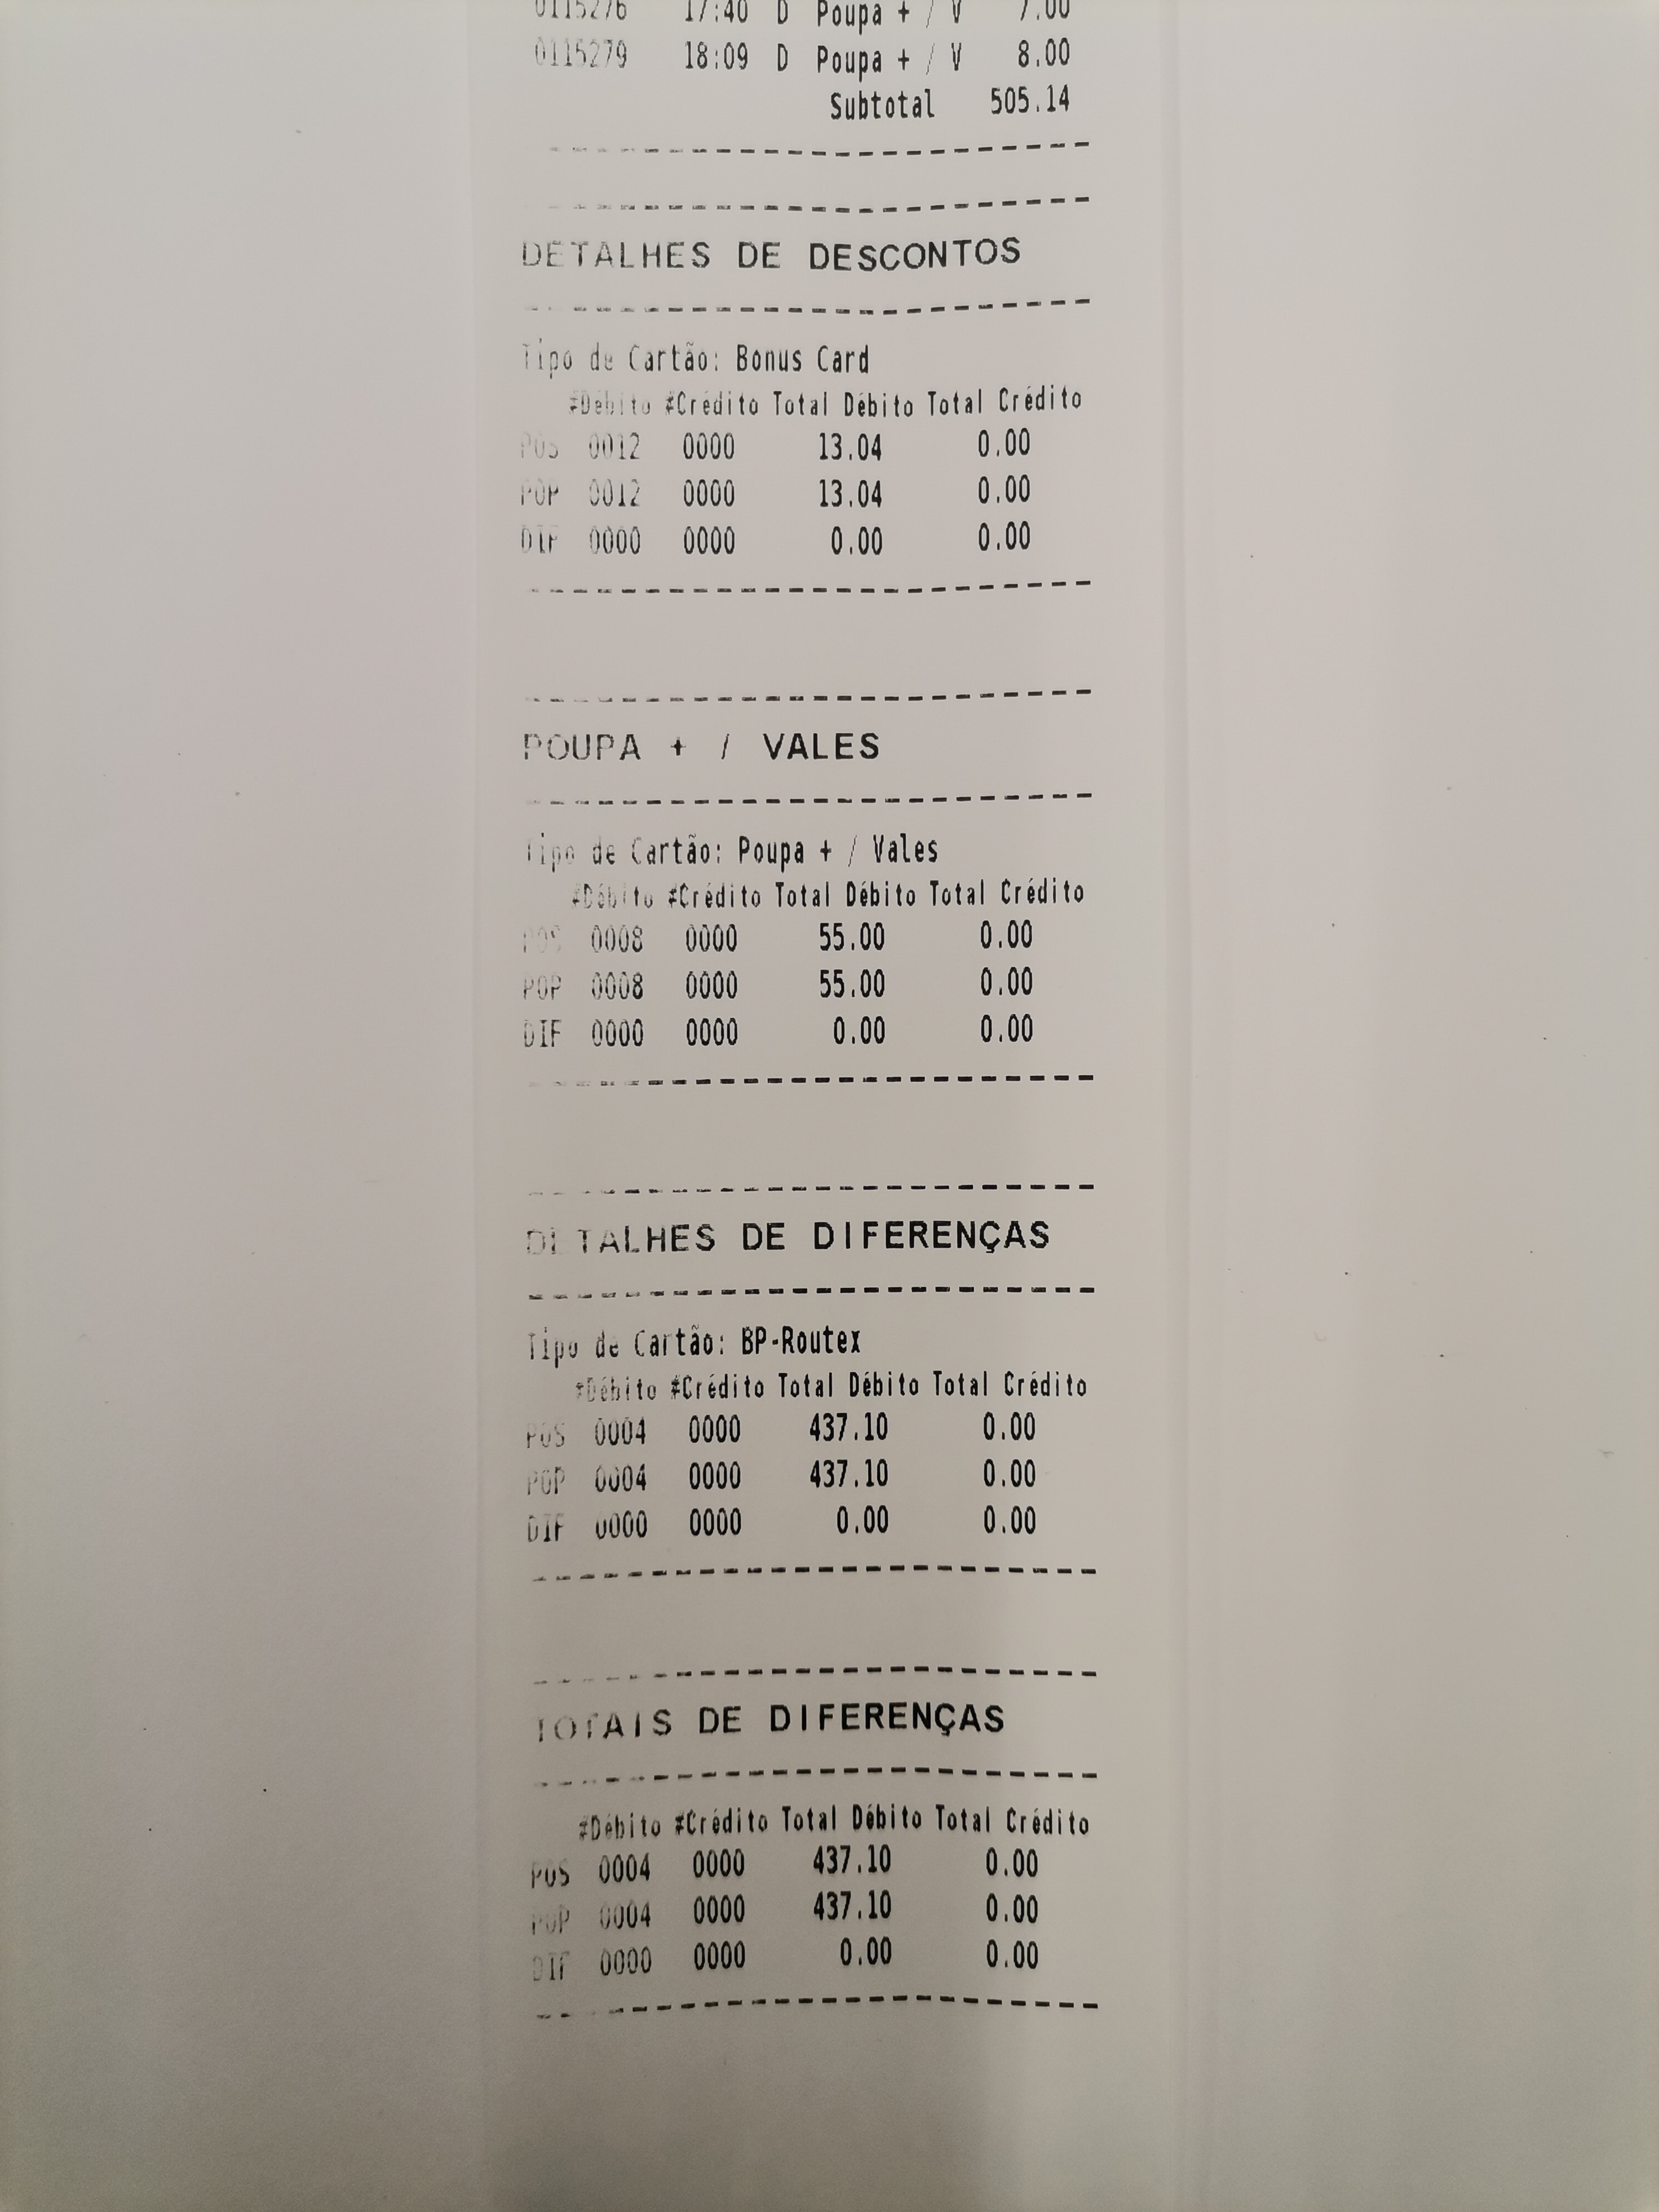 0115276 17:40 D Poupa + / V 7.00
0115279 18:09 D Poupa + / V 8.00
Subtotal 505.14
DETALHES DE DESCONTOS
Tipo de Cartão: Bonus Card
#Débito #Crédito Total Débito Total Crédito
POS 0012 0000 13.04 0.00
POP 0012 0000 13.04 0.00
DIF 0000 0000 0.00 0.00
POUPA + / VALES
Tipo de Cartão: Poupa + / Vales
#Débito #Crédito Total Débito Total Crédito
POS 0008 0000 55.00 0.00
POP 0008 0000 55.00 0.00
DIF 0000 0000 0.00 0.00
DETALHES DE DIFERENÇAS
Tipo de Cartão: BP-Routex
#Débito #Crédito Total Débito Total Crédito
POS 0004 0000 437.10 0.00
POP 0004 0000 437.10 0.00
DIF 0000 0000 0.00 0.00
TOTAIS DE DIFERENÇAS
#Débito #Crédito Total Débito Total Crédito
POS 0004 0000 437.10 0.00
POP 0004 0000 437.10 0.00
DIF 0000 0000 0.00 0.00